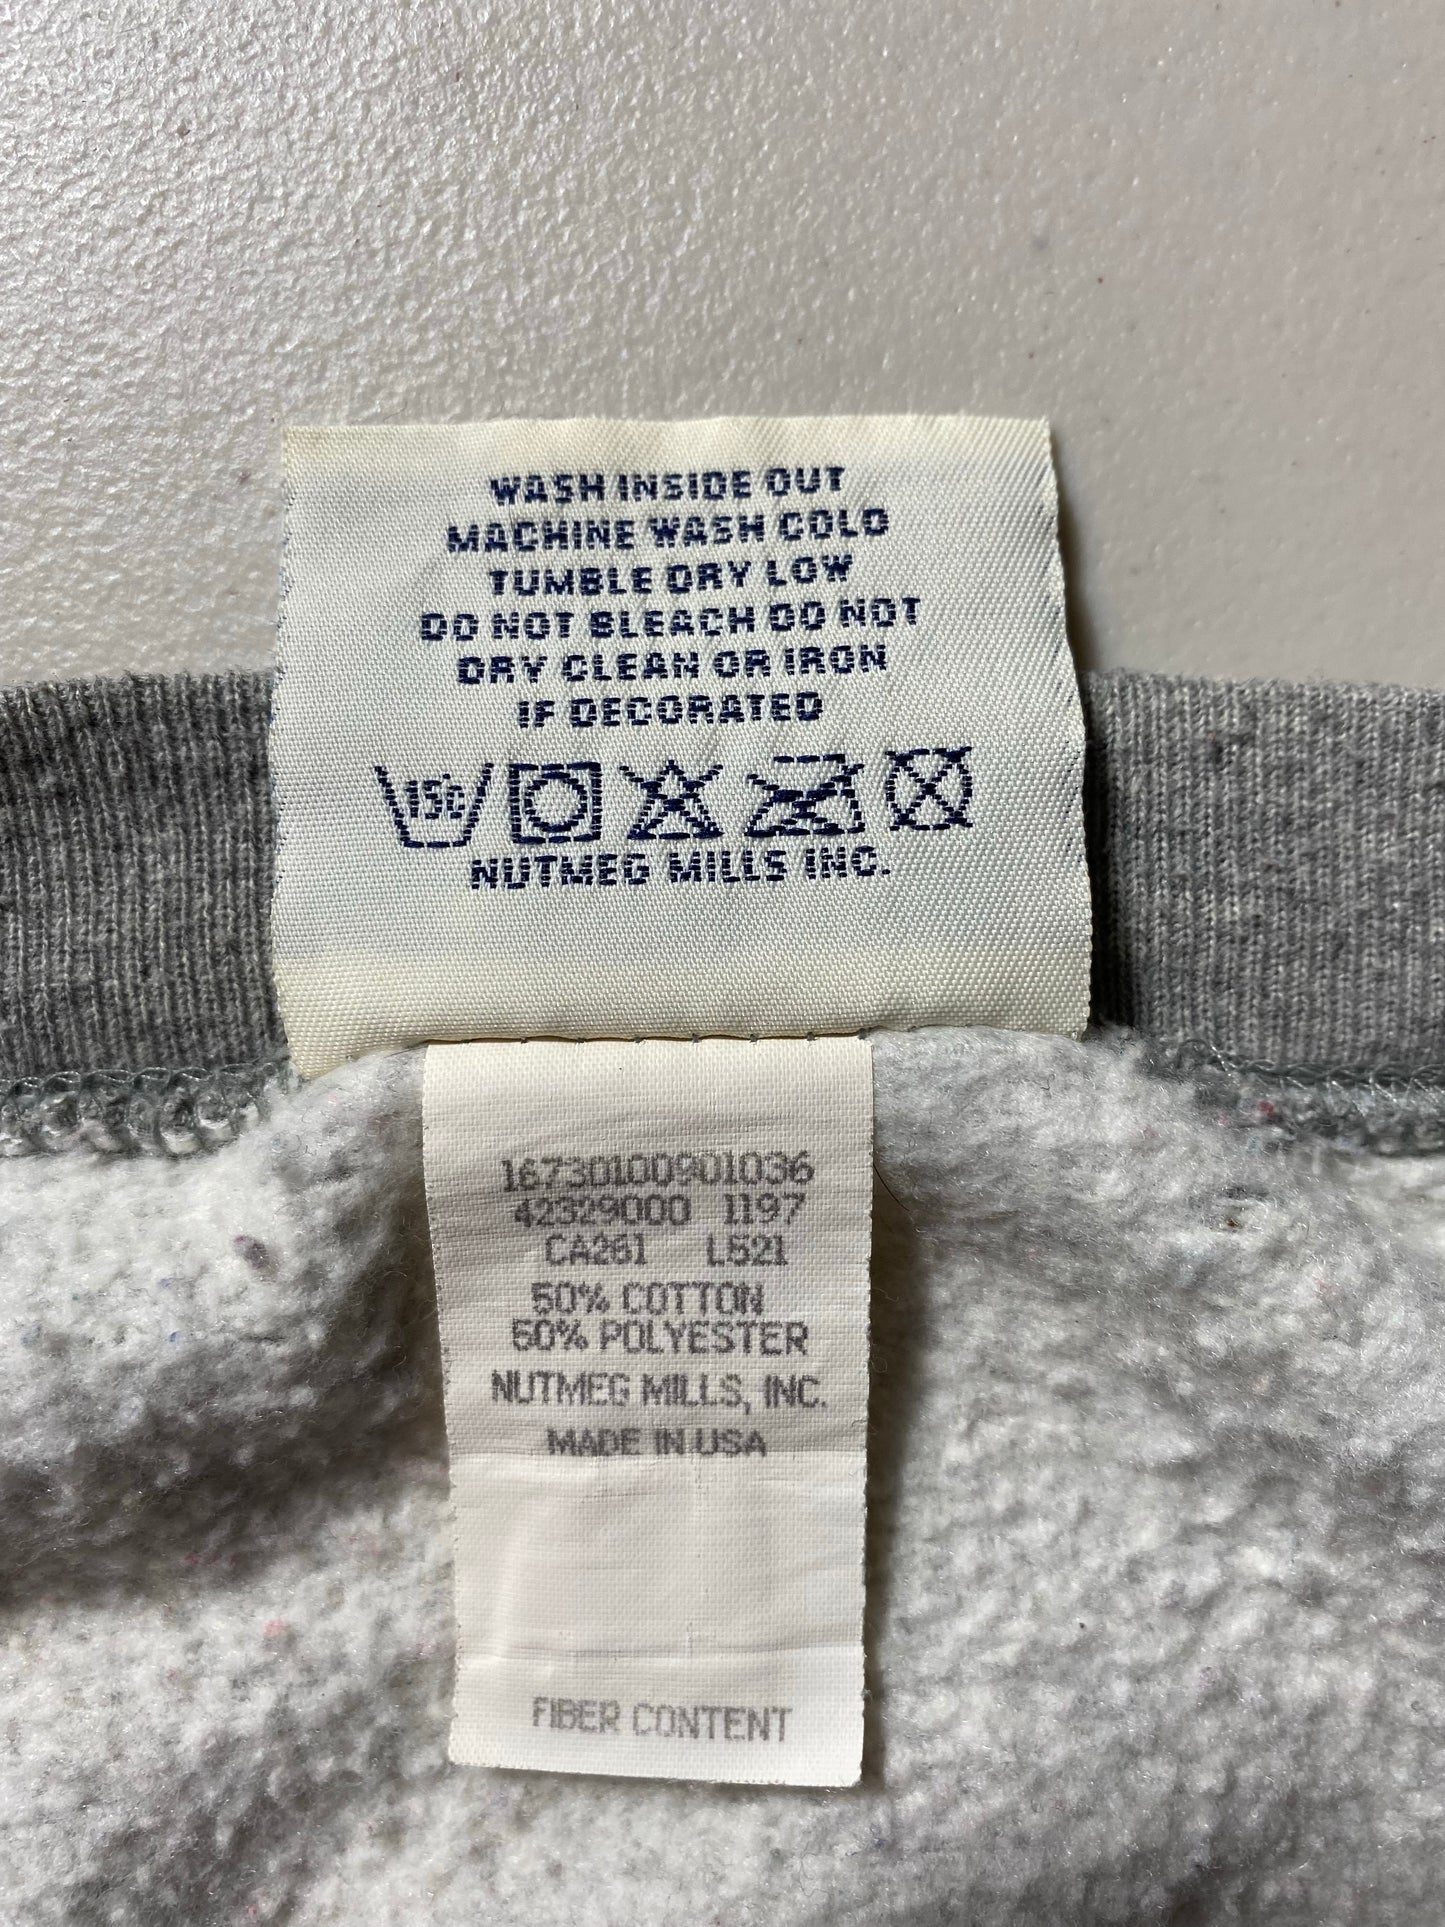 WASH INSIDE OUT
MACHINE WASH COLD
TUMBLE DRY LOW
DO NOT BLEACH DO NOT
DRY CLEAN OR IRON
IF DECORATED
15c
NUTMEG MILLS INC.
16730100901036
42329000 1197
CA261 L521
50% COTTON
50% POLYESTER
NUTMEG MILLS, INC.
MADE IN USA
FIBER CONTENT